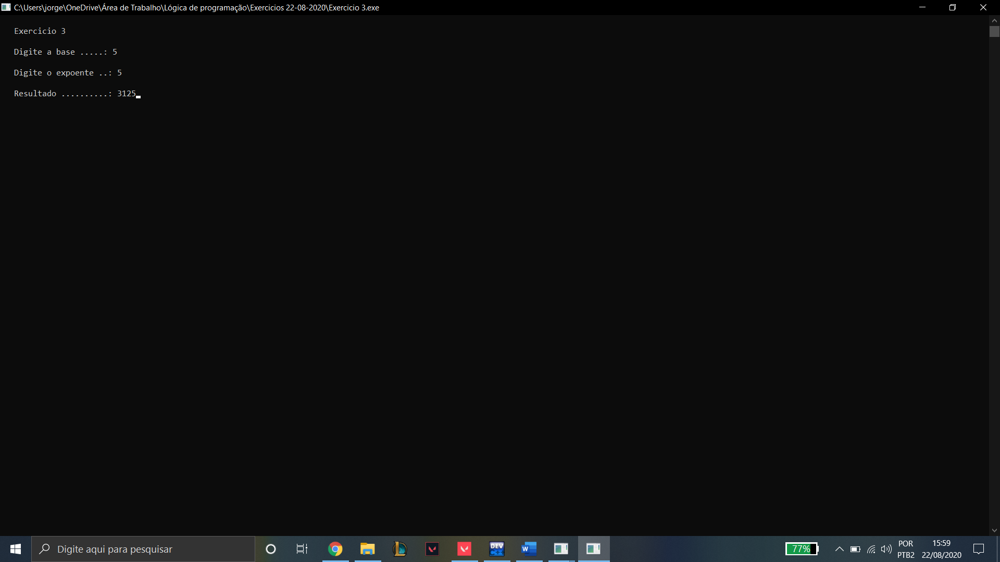 C:\Users\jorge\OneDrive\Área de Trabalho\Lógica de programação\Exercicios 22-08-2020\Exercicio 3.exe
Exercicio 3
Digite a base .....: 5
Digite o expoente ..: 5
Resultado ..........: 3125
Digite aqui para pesquisar
DEV
C++
W
77%
POR
PTB2
15:59
22/08/2020